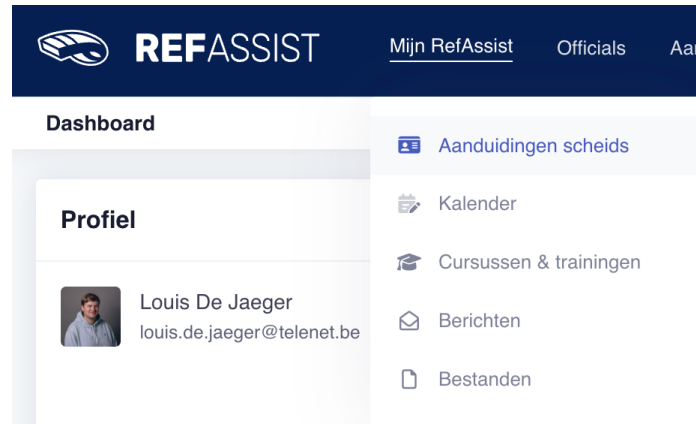 REFASSIST
Mijn RefAssist
Officials
Dashboard
Aanduidingen scheids
Kalender
Profiel
Cursussen & trainingen
Louis De Jaeger
louis.de.jaeger@telenet.be
Berichten
Bestanden